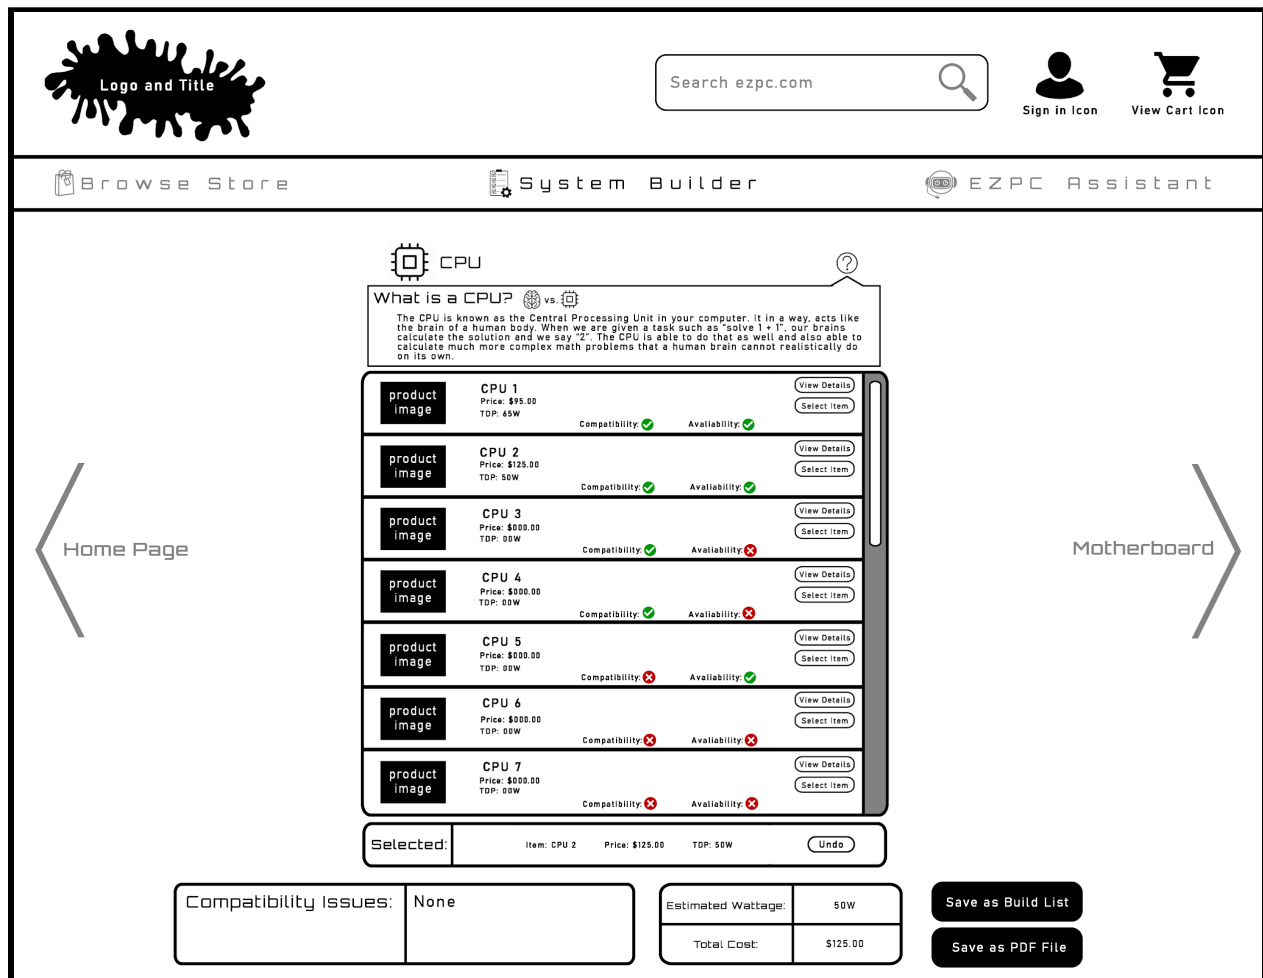 Logo and Title
Search ezpc.com
Sign in Icon
View Cart Icon
Browse Store
System Builder
EZPC Assistant
CPU
?
What is a CPU?
vs.
The CPU is known as the Central Processing Unit in your computer. It in a way, acts like
the brain of a human body. When we are given a task such as “solve 1 + 1”, our brains
calculate the solution and we say “2”. The CPU is able to do that as well and also able to
calculate much more complex math problems that a human brain cannot realistically do
on its own.
product
image
CPU 1
Price: $95.00
TDP: 65W
Compatibility:
Avaliability:
View Details
Select Item
product
image
CPU 2
Price: $125.00
TDP: 50W
Compatibility:
Avaliability:
View Details
Select Item
product
image
CPU 3
Price: $000.00
TDP: 00W
Compatibility:
Avaliability:
View Details
Select Item
product
image
CPU 4
Price: $000.00
TDP: 00W
Compatibility:
Avaliability:
View Details
Select Item
product
image
CPU 5
Price: $000.00
TDP: 00W
Compatibility:
Avaliability:
View Details
Select Item
product
image
CPU 6
Price: $000.00
TDP: 00W
Compatibility:
Avaliability:
View Details
Select Item
product
image
CPU 7
Price: $000.00
TDP: 00W
Compatibility:
Avaliability:
View Details
Select Item
Home Page
Motherboard
Selected:
Item: CPU 2
Price: $125.00
TDP: 50W
Undo
Compatibility Issues:
None
Estimated Wattage:
50W
Total Cost:
$125.00
Save as Build List
Save as PDF File